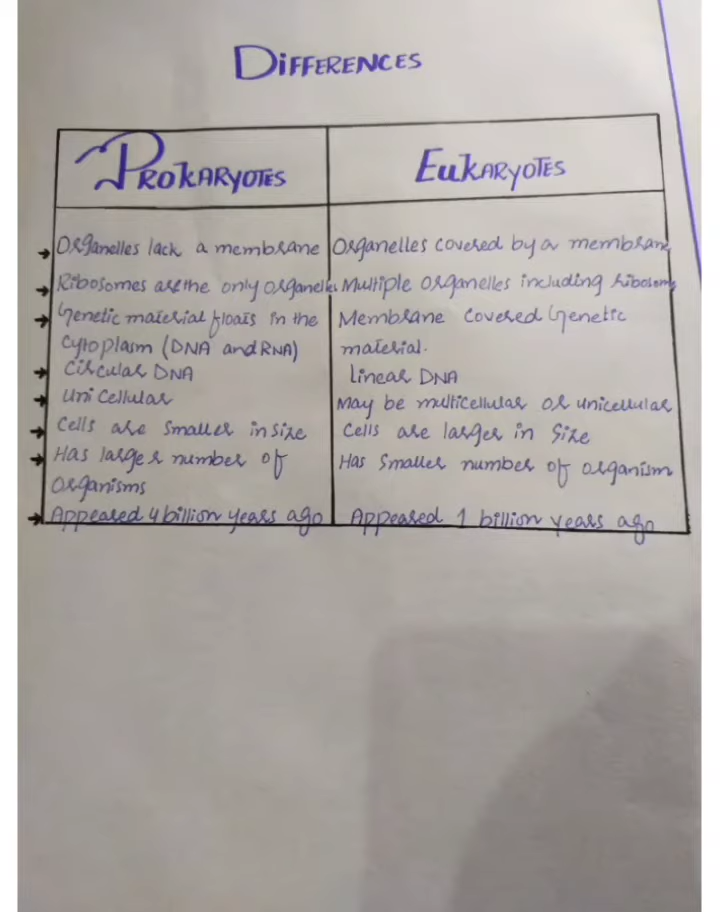 Differences
Prokaryotes Eukaryotes
Organelles lack a membrane Organelles covered by a membrane
Ribosomes are the only organelles Multiple organelles including ribosome
Genetic material floats in the Membrane covered Genetic
cytoplasm (DNA and RNA) material.
Circular DNA Linear DNA
Uni Cellular May be multicellular or unicellular
Cells are smaller in size Cells are larger in size
Has larger number of Has smaller number of organism
organisms
Appeared 4 billion years ago Appeared 1 billion years ago